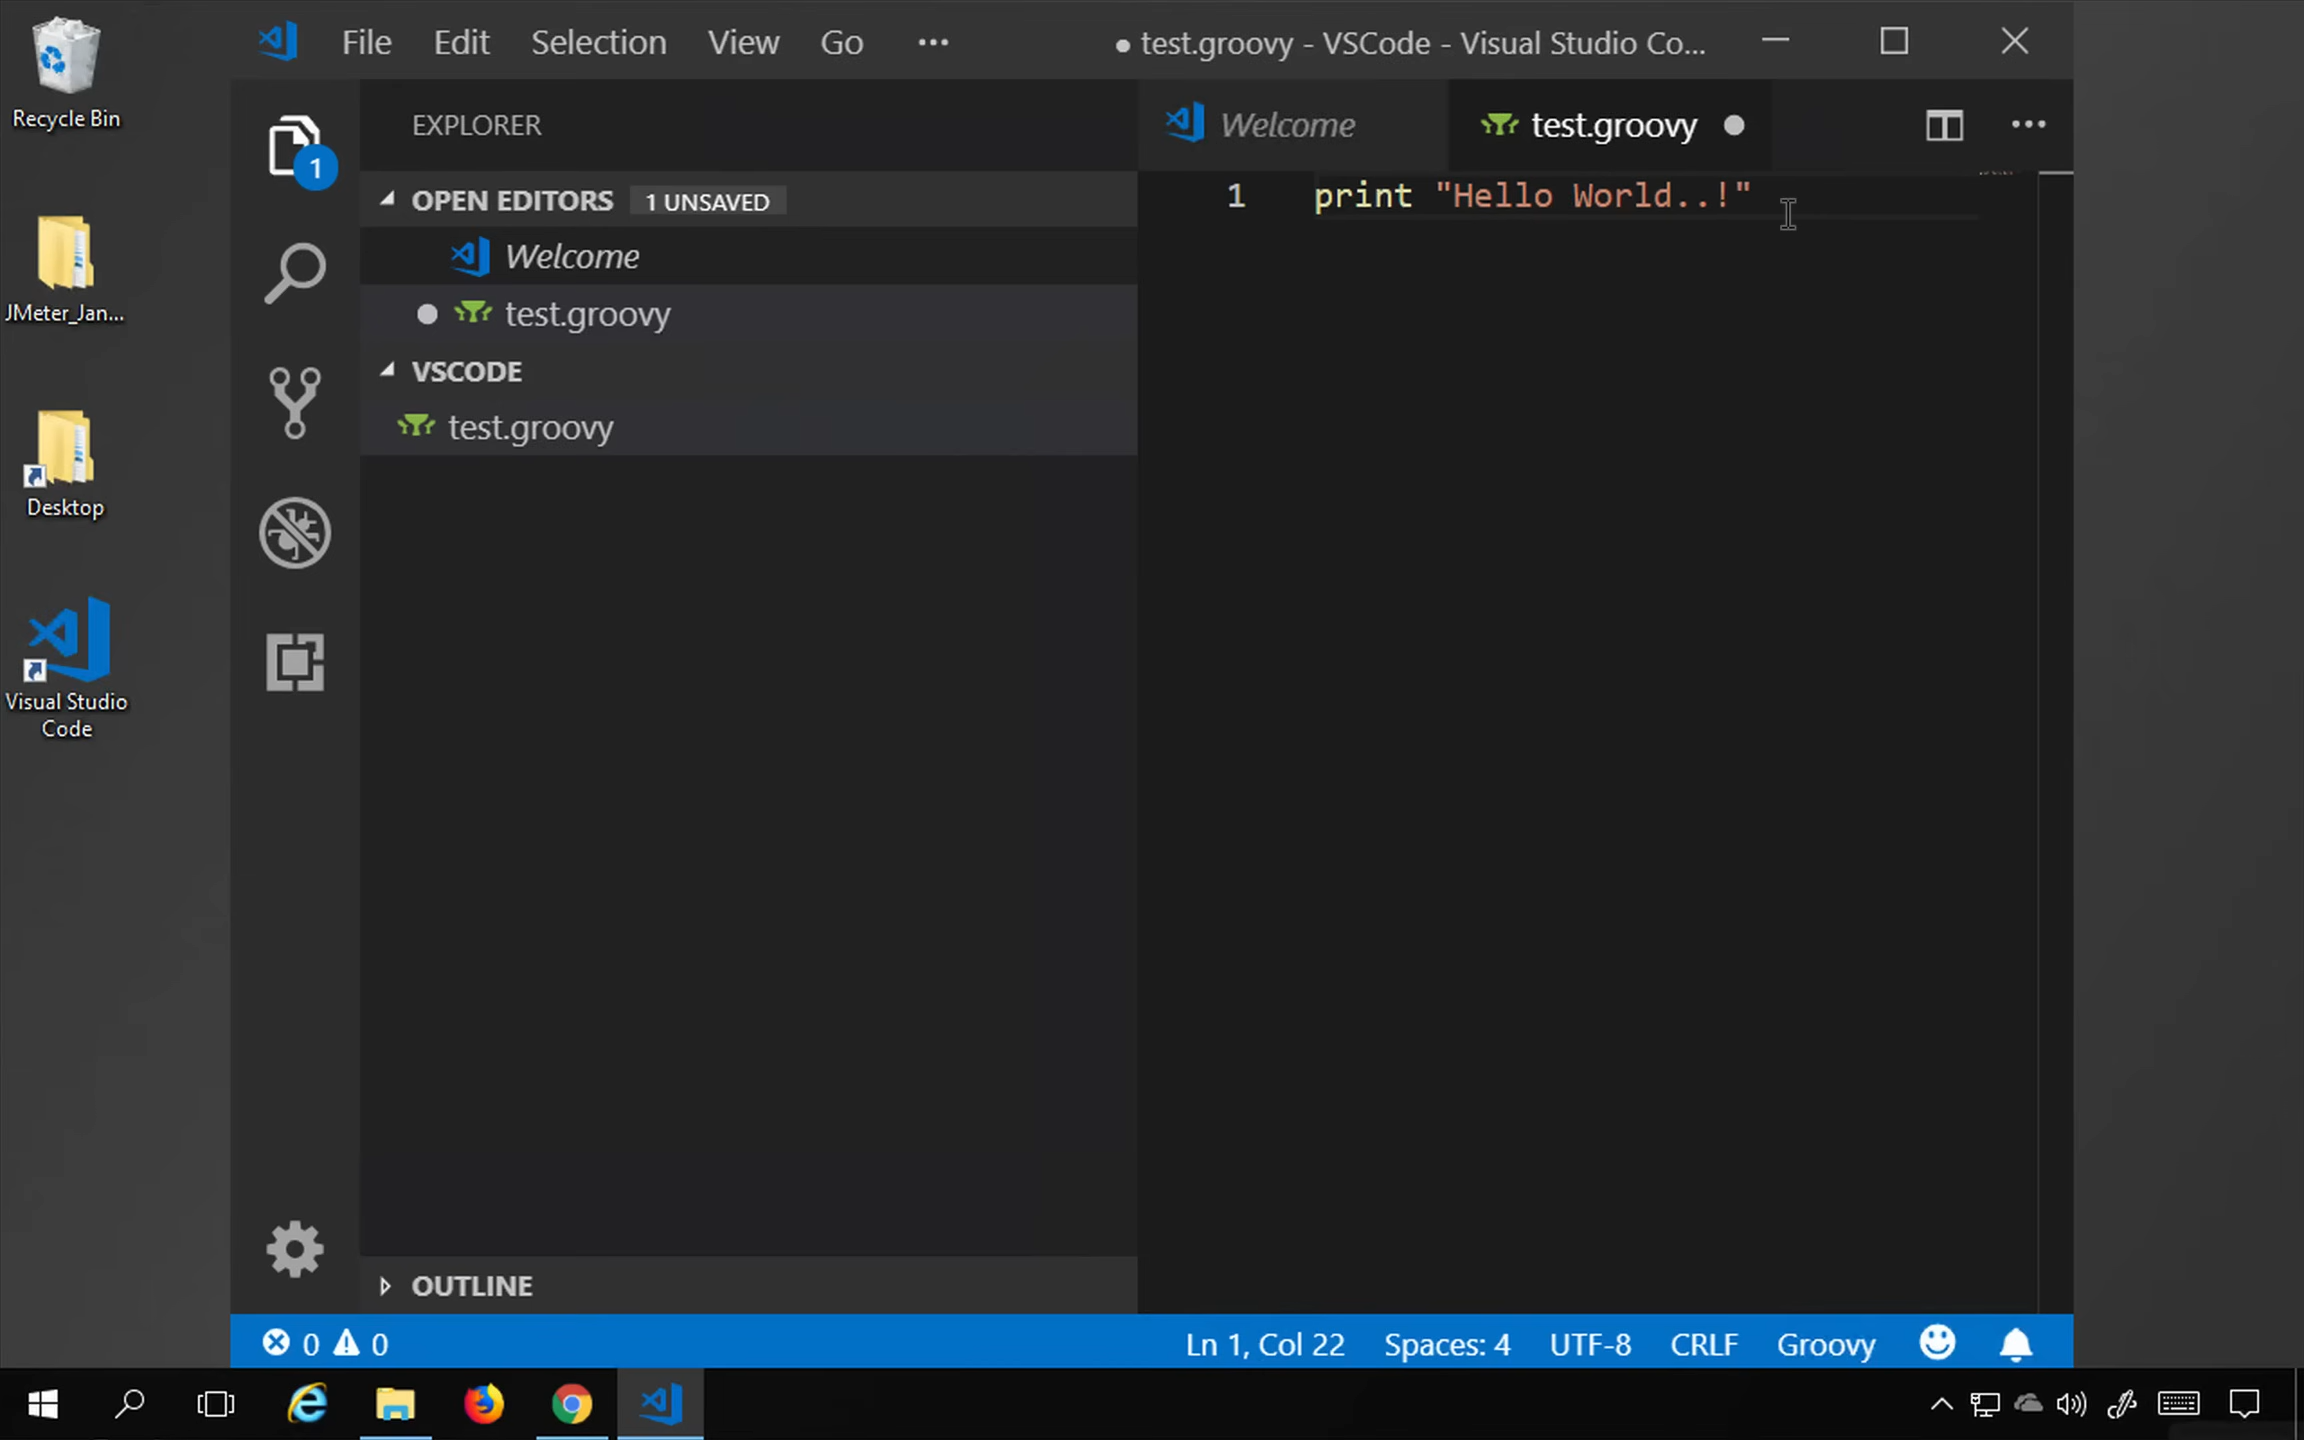 Recycle Bin
JMeter_Jan...
Desktop
Visual Studio
Code
File Edit Selection View Go ...
● test.groovy - VSCode - Visual Studio Co...
1
EXPLORER
OPEN EDITORS 1 UNSAVED
Welcome
test.groovy
VSCODE
test.groovy
OUTLINE
Welcome test.groovy
1 print "Hello World..!"
0 0 Ln 1, Col 22 Spaces: 4 UTF-8 CRLF Groovy